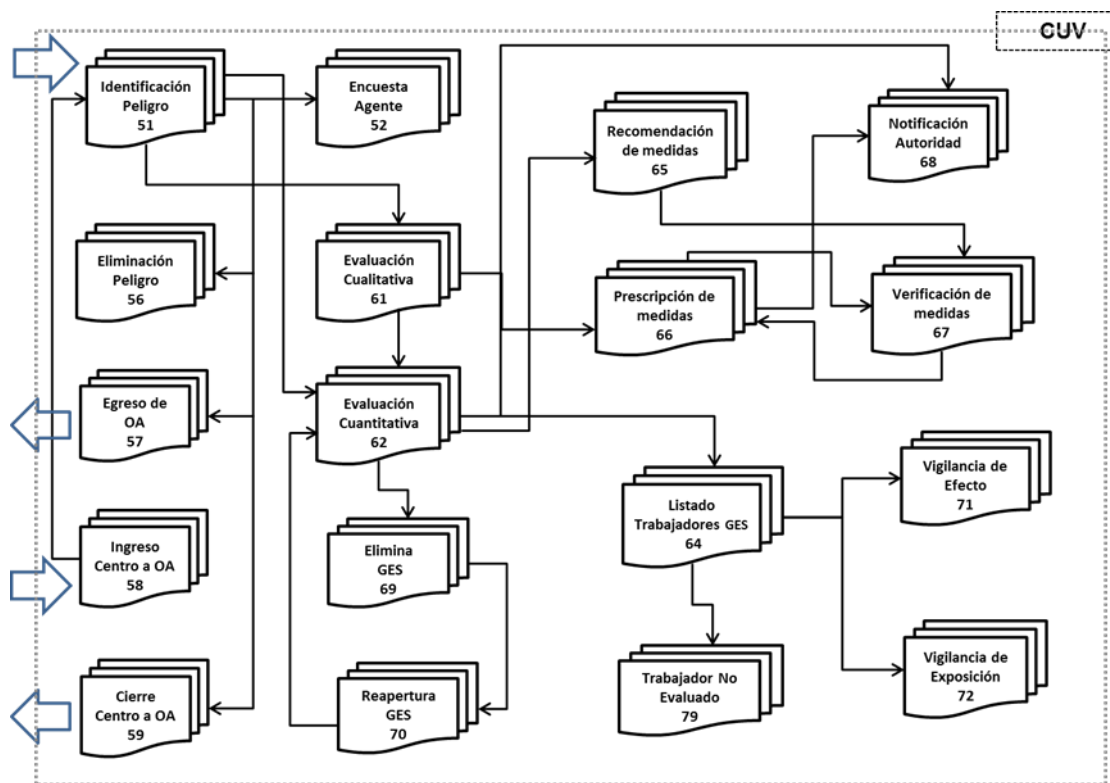 CUV
Identificación
Peligro
51
Encuesta
Agente
52
Recomendación
de medidas
65
Notificación
Autoridad
68
Eliminación
Peligro
56
Evaluación
Cualitativa
61
Prescripción de
medidas
66
Verificación de
medidas
67
Egreso de
OA
57
Evaluación
Cuantitativa
62
Listado
Trabajadores GES
64
Vigilancia de
Efecto
71
Ingreso
Centro a OA
58
Elimina
GES
69
Cierre
Centro a OA
59
Reapertura
GES
70
Trabajador No
Evaluado
79
Vigilancia de
Exposición
72